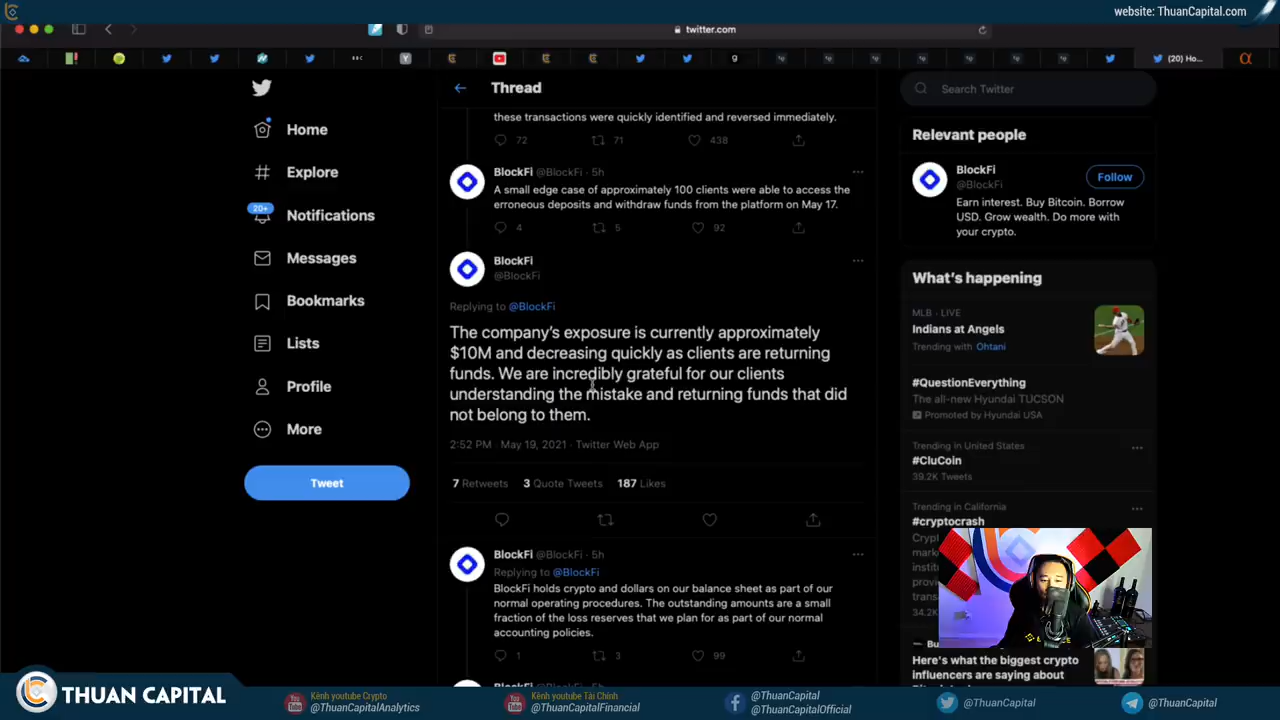 website: ThuanCapital.com
twitter.com
(20) Ho...
Thread
Search Twitter
Home
Explore
20+
Notifications
Messages
Bookmarks
Lists
Profile
More
Tweet
these transactions were quickly identified and reversed immediately.
72 71 438
BlockFi @BlockFi · 5h
A small edge case of approximately 100 clients were able to access the
erroneous deposits and withdraw funds from the platform on May 17.
4 5 92
BlockFi
@BlockFi
Replying to @BlockFi
The company's exposure is currently approximately
$10M and decreasing quickly as clients are returning
funds. We are incredibly grateful for our clients
understanding the mistake and returning funds that did
not belong to them.
2:52 PM · May 19, 2021 · Twitter Web App
7 Retweets 3 Quote Tweets 187 Likes
BlockFi @BlockFi · 5h
Replying to @BlockFi
BlockFi holds crypto and dollars on our balance sheet as part of our
normal operating procedures. The outstanding amounts are a small
fraction of the loss reserves that we plan for as part of our normal
accounting policies.
1 3 99
Relevant people
BlockFi
@BlockFi
Follow
Earn interest. Buy Bitcoin. Borrow
USD. Grow wealth. Do more with
your crypto.
What's happening
MLB · LIVE
Indians at Angels
Trending with Ohtani
#QuestionEverything
The all-new Hyundai TUCSON
Promoted by Hyundai USA
Trending in United States
#CluCoin
39.2K Tweets
Trending in California
#cryptocrash
34.2K
Here's what the biggest crypto
influencers are saying about
THUAN CAPITAL
Kênh youtube Crypto
@ThuanCapitalAnalytics
Kênh youtube Tài Chính
@ThuanCapitalFinancial
@ThuanCapital
@ThuanCapitalOfficial
@ThuanCapital
@ThuanCapital